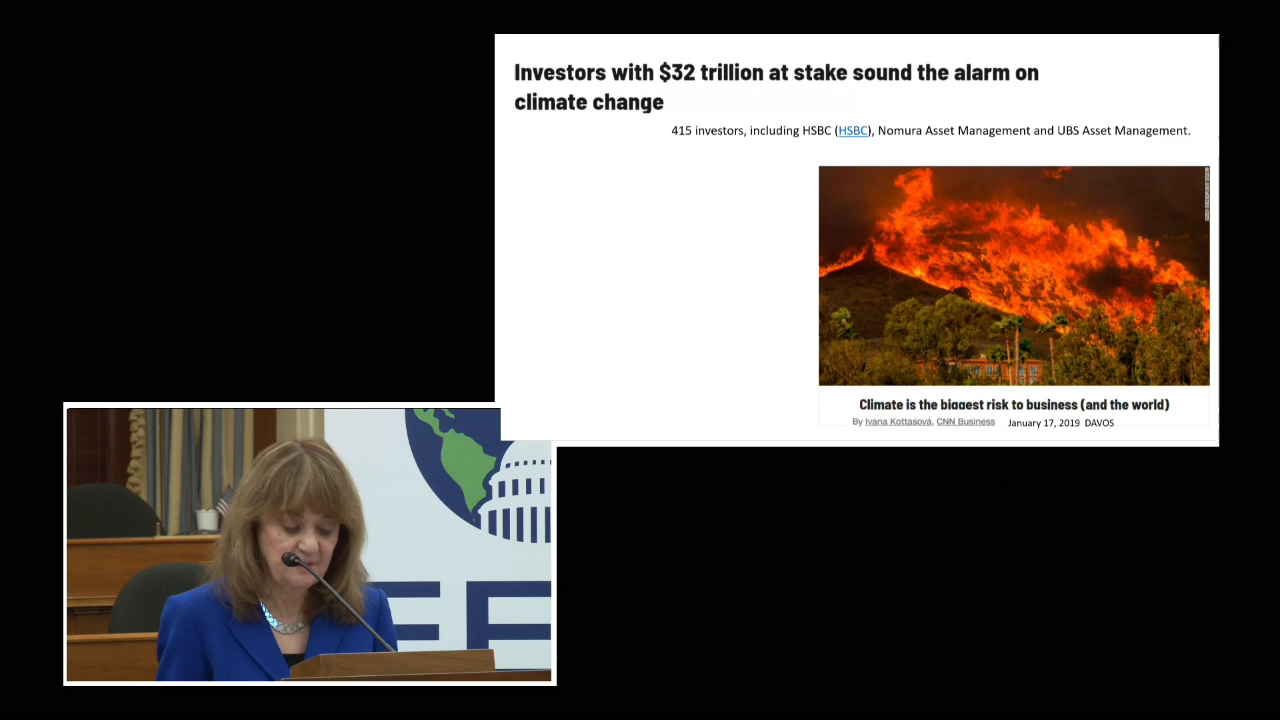 Investors with $32 trillion at stake sound the alarm on
climate change
415 investors, including HSBC (HSBC), Nomura Asset Management and UBS Asset Management.
Climate is the biggest risk to business (and the world)
By Ivana Kottasová, CNN Business January 17, 2019 DAVOS